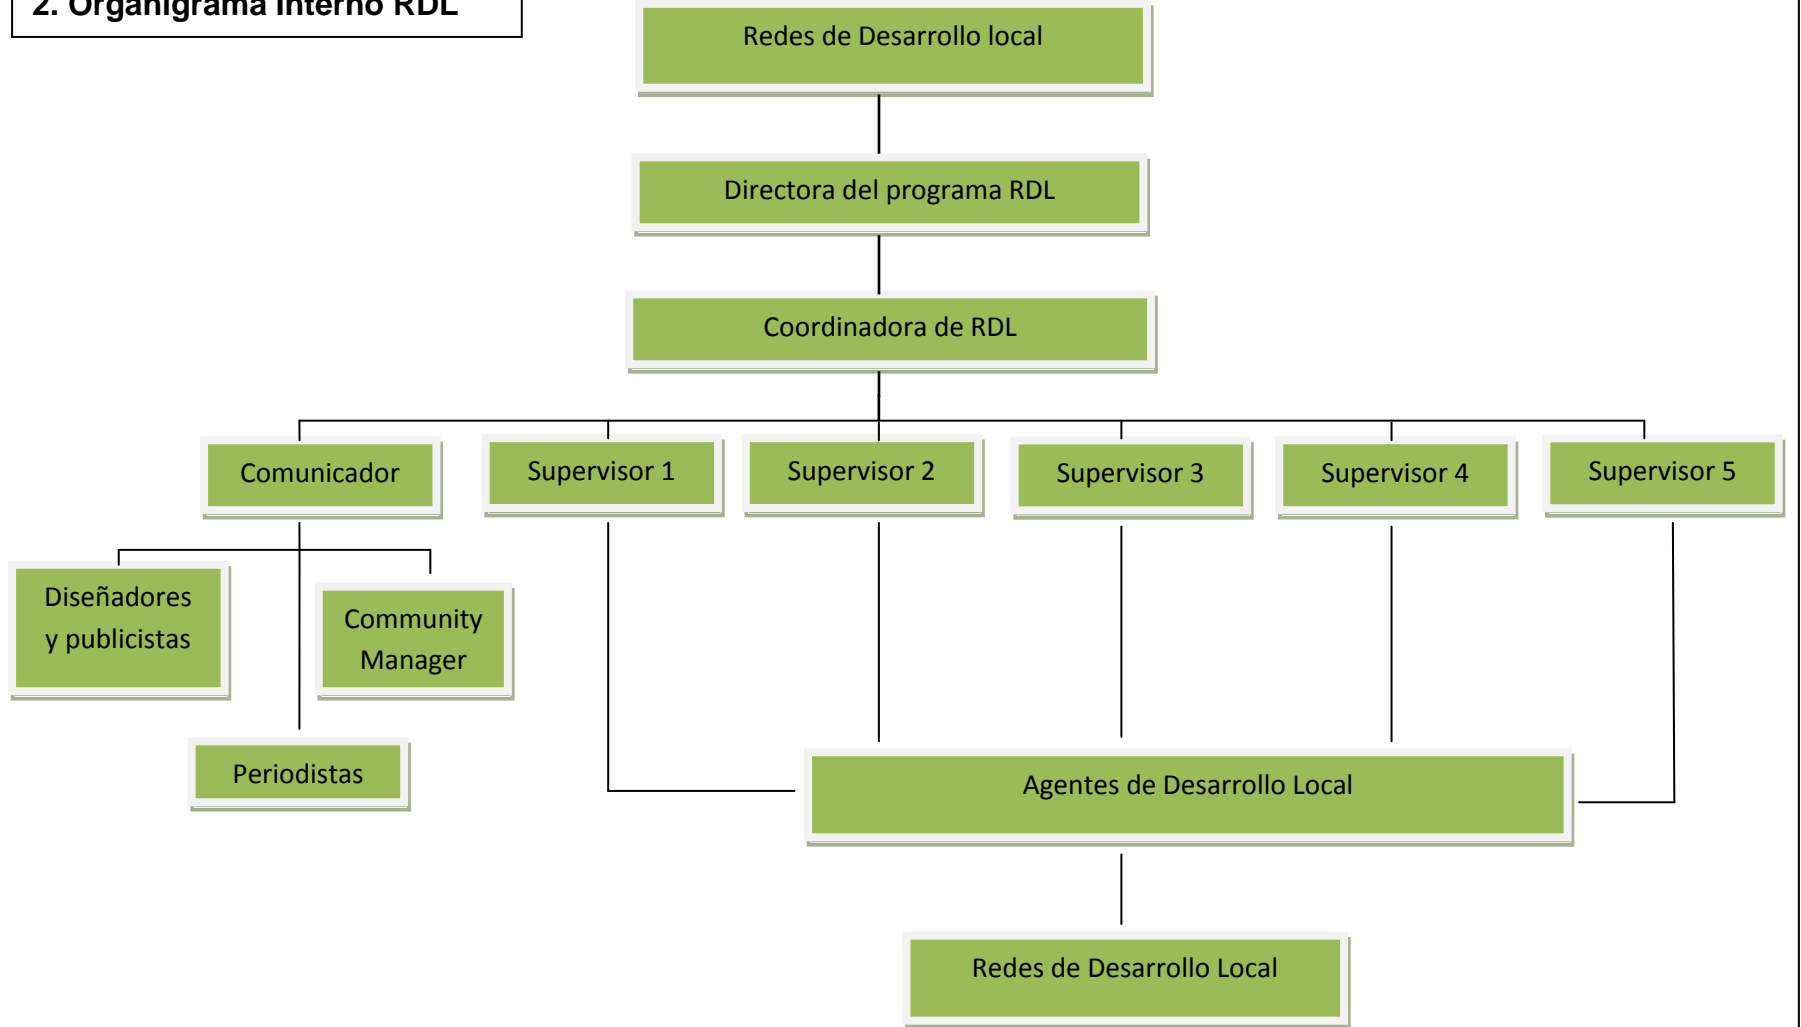 2. Organigrama interno RDL
Redes de Desarrollo local
Directora del programa RDL
Coordinadora de RDL
Comunicador
Supervisor 1
Supervisor 2
Supervisor 3
Supervisor 4
Supervisor 5
Diseñadores
y publicistas
Community
Manager
Periodistas
Agentes de Desarrollo Local
Redes de Desarrollo Local